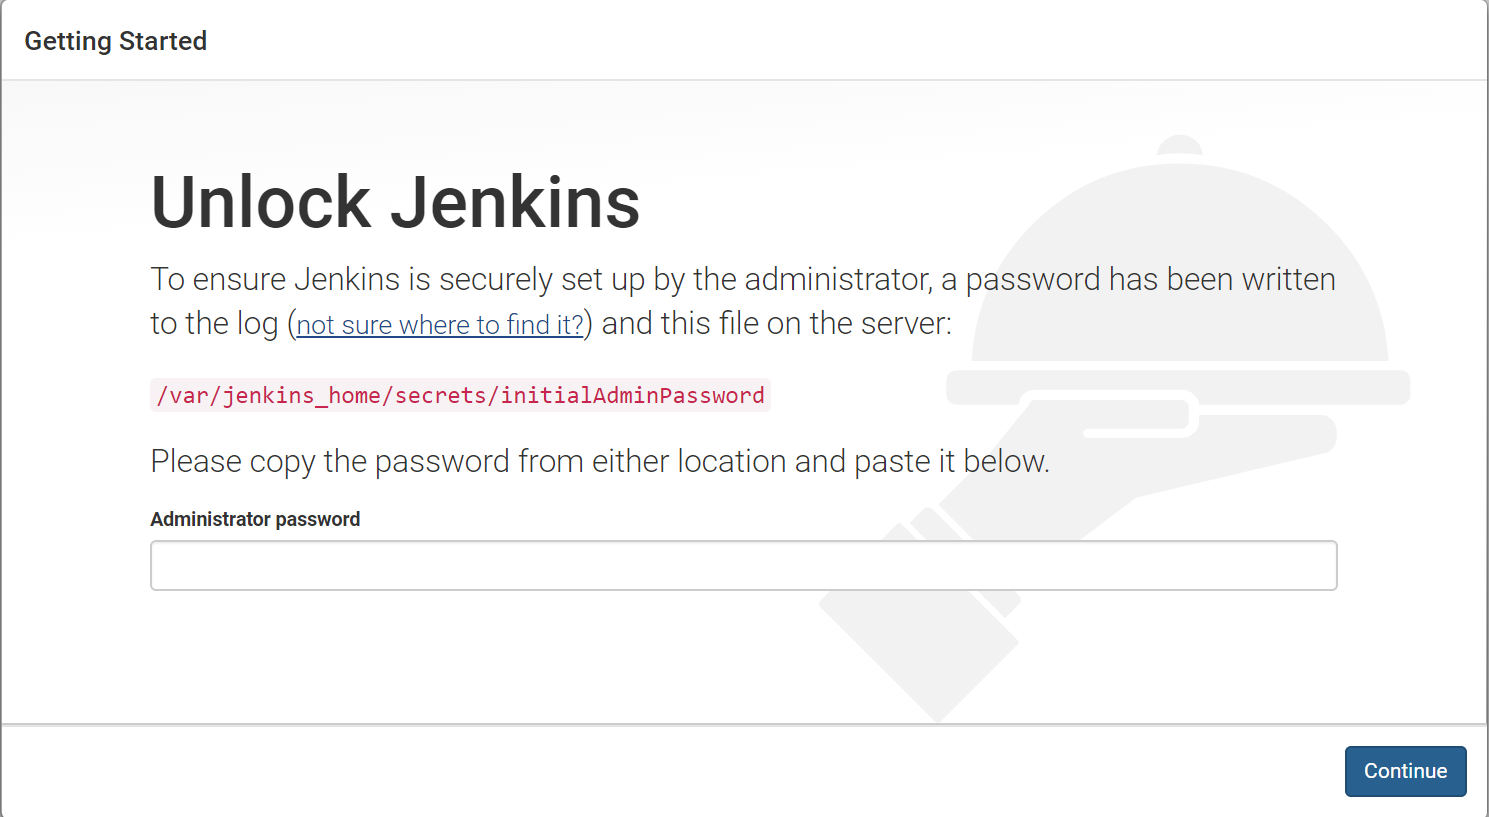 Getting Started
Unlock Jenkins
To ensure Jenkins is securely set up by the administrator, a password has been written
to the log (not sure where to find it?) and this file on the server:
/var/jenkins_home/secrets/initialAdminPassword
Please copy the password from either location and paste it below.
Administrator password
Continue